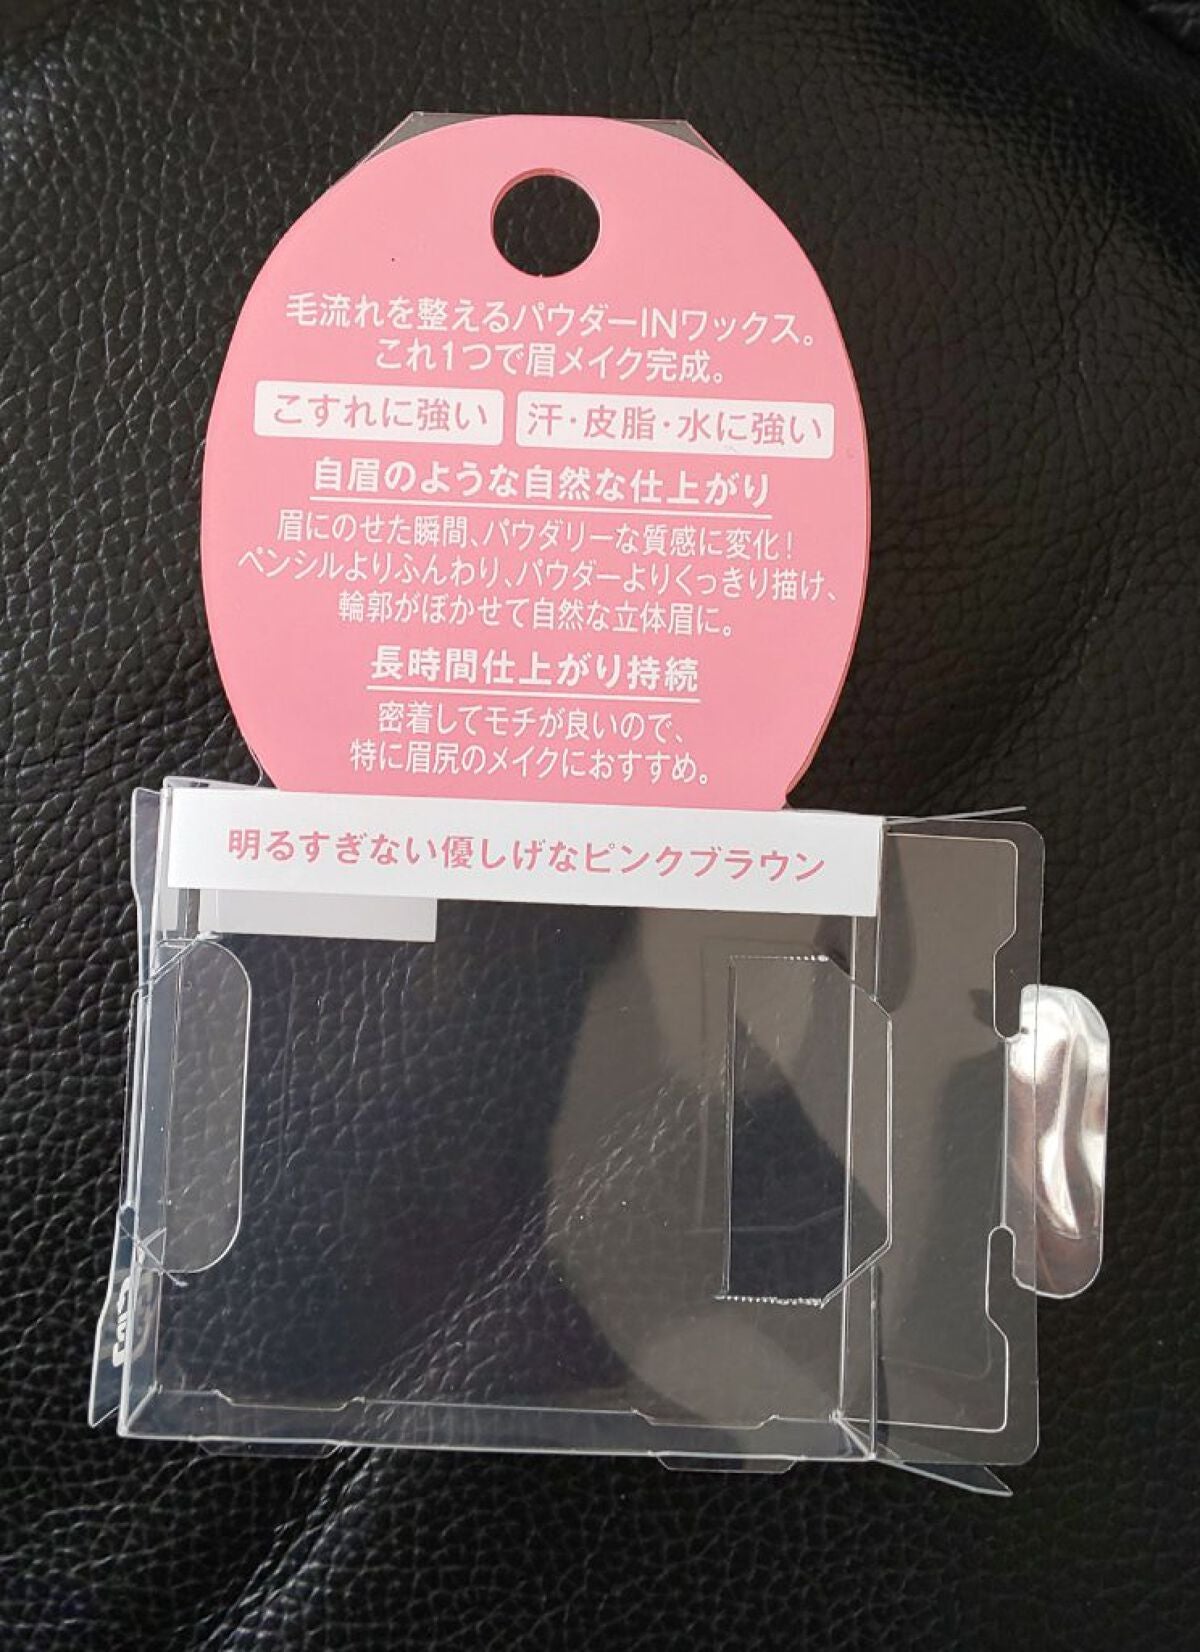 毛流れを整えるパウダーINワックス。
これ1つで眉メイク完成。
こすれに強い 汗・皮脂・水に強い
自眉のような自然な仕上がり
眉にのせた瞬間、パウダリーな質感に変化!
ペンシルよりふんわり、パウダーよりくっきり描け、
輪郭がぼかせて自然な立体眉に。
長時間仕上がり持続
密着してモチが良いので、
特に眉尻のメイクにおすすめ。
明るすぎない優しげなピンクブラウン